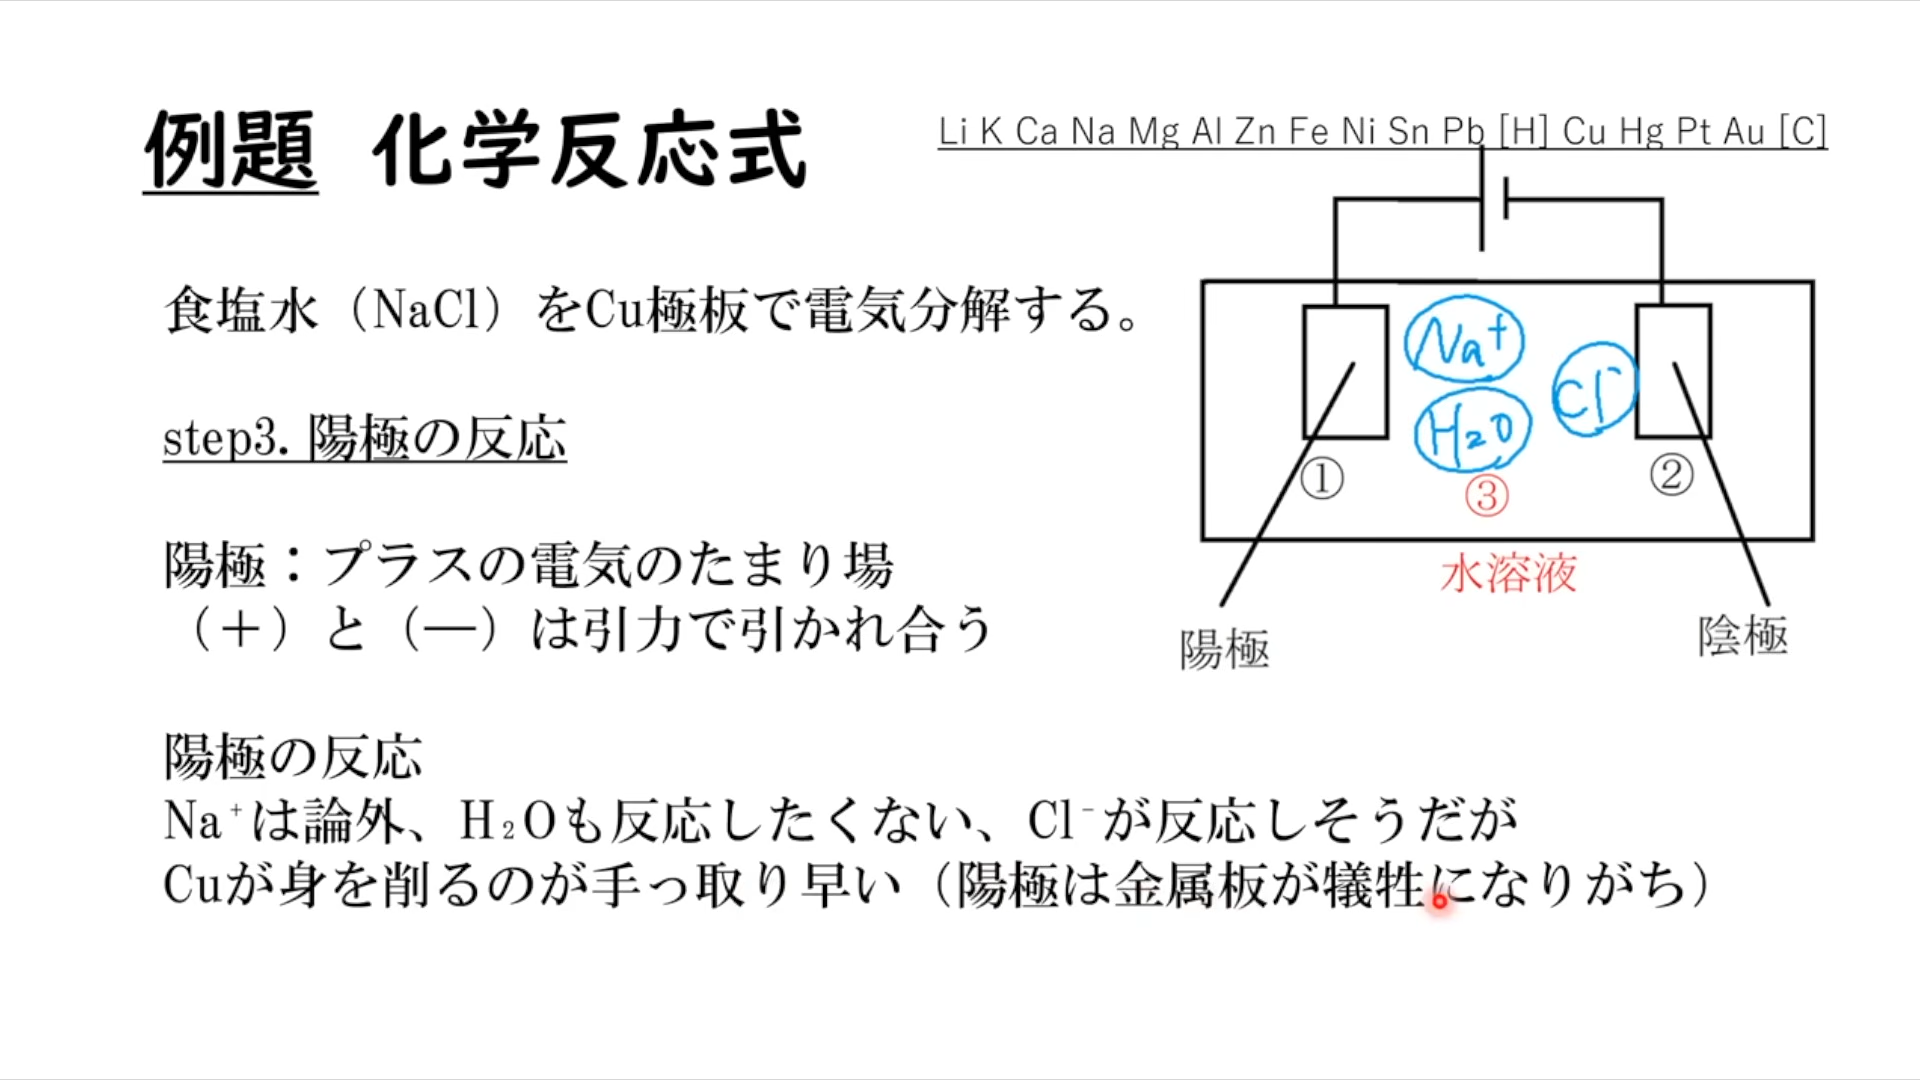 例題 化学反応式
Li K Ca Na Mg Al Zn Fe Ni Sn Pb [H] Cu Hg Pt Au [C]
食塩水（NaCl）をCu極板で電気分解する。
step3. 陽極の反応
陽極：プラスの電気のたまり場
（＋）と（―）は引力で引かれ合う
陽極の反応
Na⁺は論外、H₂Oも反応したくない、Cl⁻が反応しそうだが
Cuが身を削るのが手っ取り早い（陽極は金属板が犠牲になりがち）
Na⁺
Cl⁻
H₂O
①
②
③
水溶液
陽極
陰極